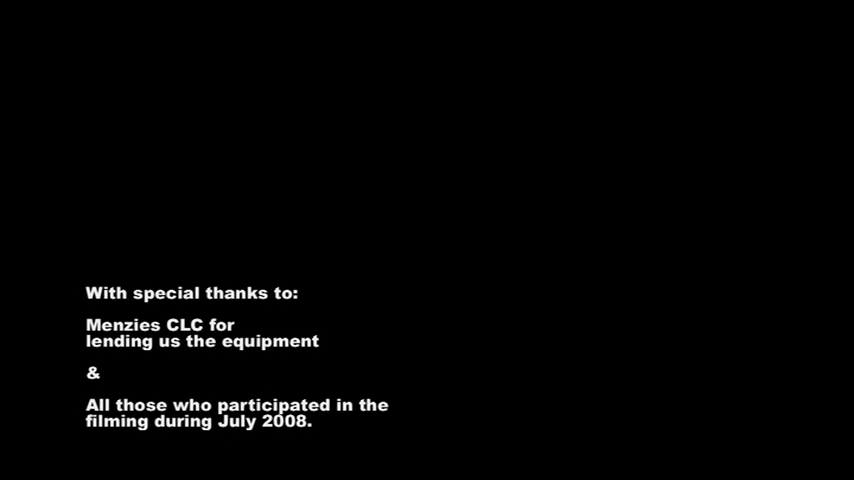 With special thanks to:
Menzies CLC for
lending us the equipment
&
All those who participated in the
filming during July 2008.